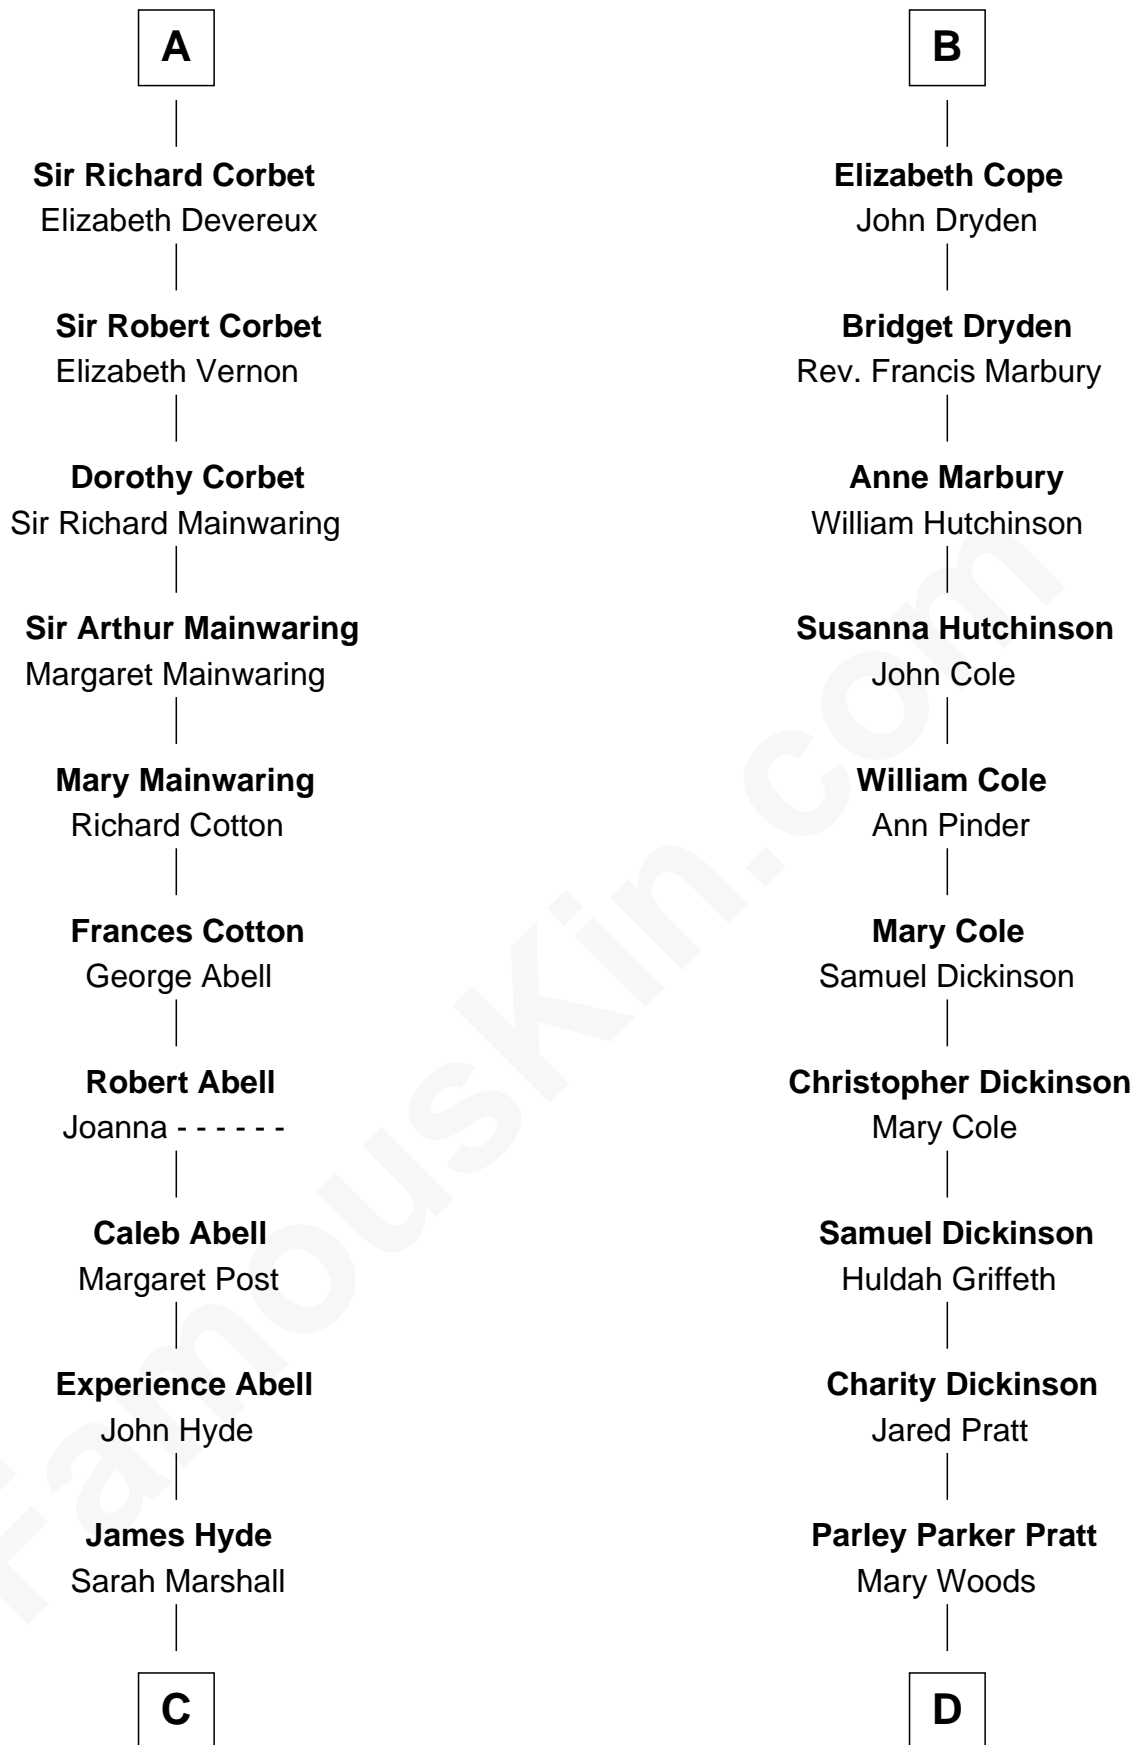 A
Sir Richard Corbet
Elizabeth Devereux
Sir Robert Corbet
Elizabeth Vernon
Dorothy Corbet
Sir Richard Mainwaring
Sir Arthur Mainwaring
Margaret Mainwaring
Mary Mainwaring
Richard Cotton
Frances Cotton
George Abell
Robert Abell
Joanna - - - - - -
Caleb Abell
Margaret Post
Experience Abell
John Hyde
James Hyde
Sarah Marshall
C
B
Elizabeth Cope
John Dryden
Bridget Dryden
Rev. Francis Marbury
Anne Marbury
William Hutchinson
Susanna Hutchinson
John Cole
William Cole
Ann Pinder
Mary Cole
Samuel Dickinson
Christopher Dickinson
Mary Cole
Samuel Dickinson
Huldah Griffeth
Charity Dickinson
Jared Pratt
Parley Parker Pratt
Mary Woods
D
FamousKin.com